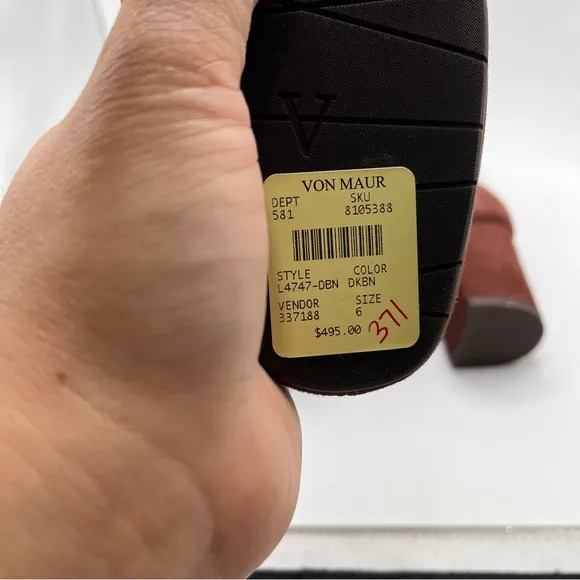 V
VON MAUR
DEPT SKU
581 8105388
STYLE COLOR
L4747-DBN DKBN
VENDOR SIZE
337188 6
$495.00
371